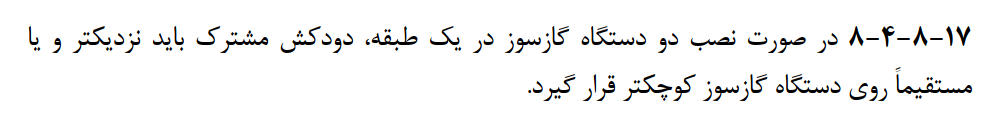 ۱۷-۸-۴-۸ در صورت نصب دو دستگاه گازسوز در یک طبقه، دودکش مشترک باید نزدیکتر و یا
مستقیماً روی دستگاه گازسوز کوچکتر قرار گیرد.